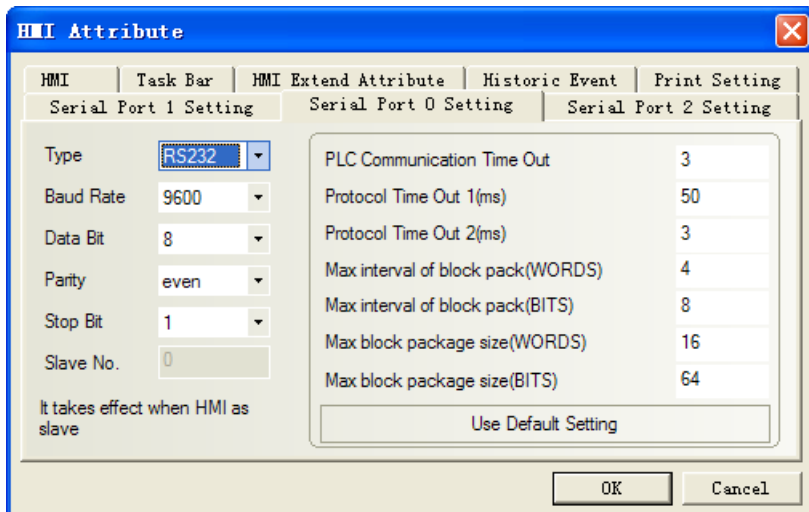 HMI Attribute
HMI Task Bar HMI Extend Attribute Historic Event Print Setting
Serial Port 1 Setting Serial Port 0 Setting Serial Port 2 Setting
Type RS232
Baud Rate 9600
Data Bit 8
Parity even
Stop Bit 1
Slave No. 0
It takes effect when HMI as
slave
PLC Communication Time Out 3
Protocol Time Out 1(ms) 50
Protocol Time Out 2(ms) 3
Max interval of block pack(WORDS) 4
Max interval of block pack(BITS) 8
Max block package size(WORDS) 16
Max block package size(BITS) 64
Use Default Setting
OK Cancel